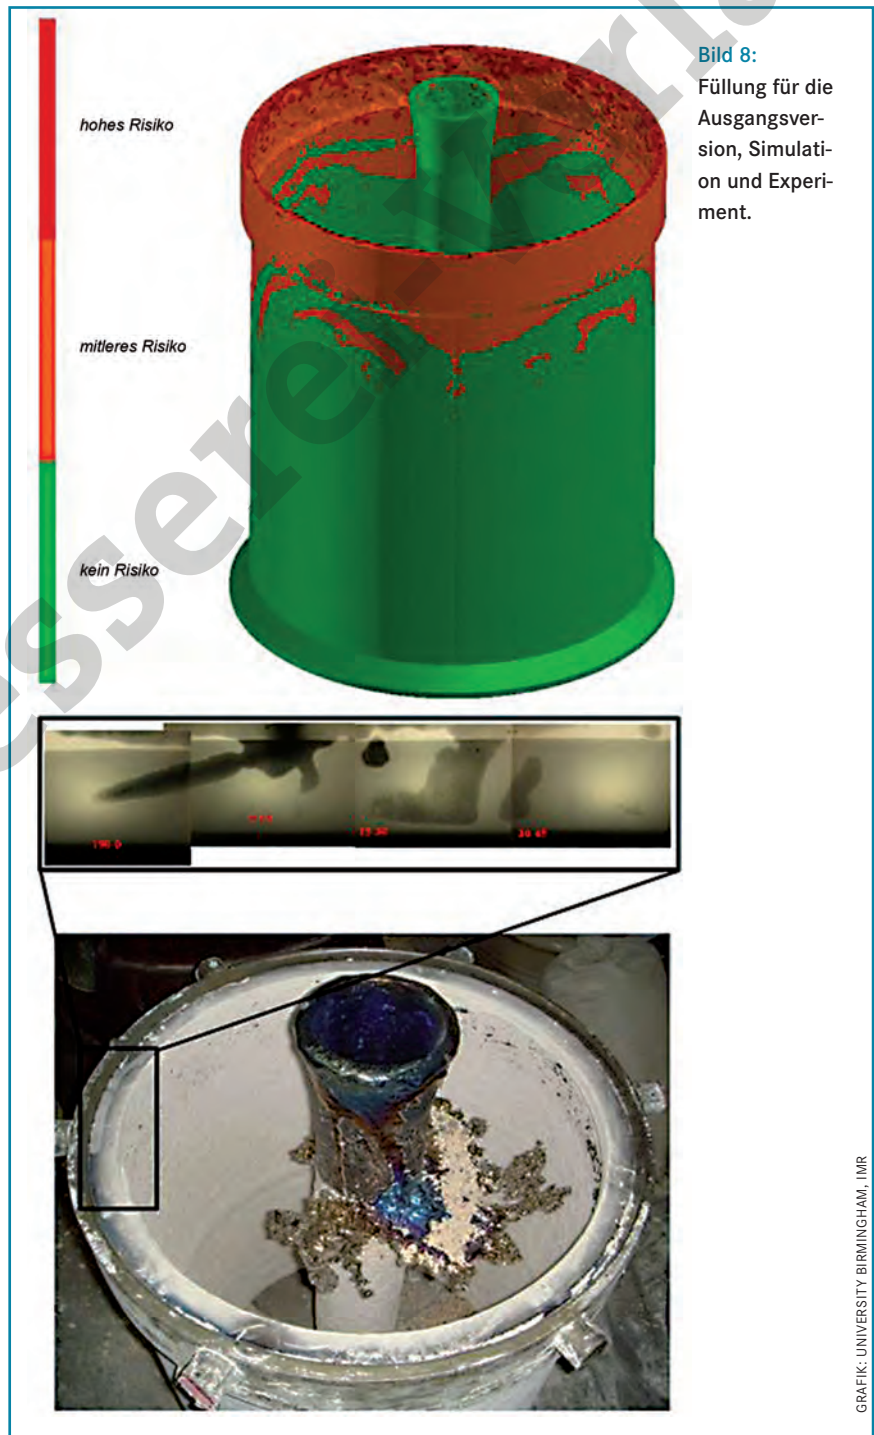 Bild 8:
Füllung für die
Ausgangsver-
sion, Simulati-
on und Experi-
ment.
hohes Risiko
mitleres Risiko
kein Risiko
GRAFIK: UNIVERSITY BIRMINGHAM, IMR